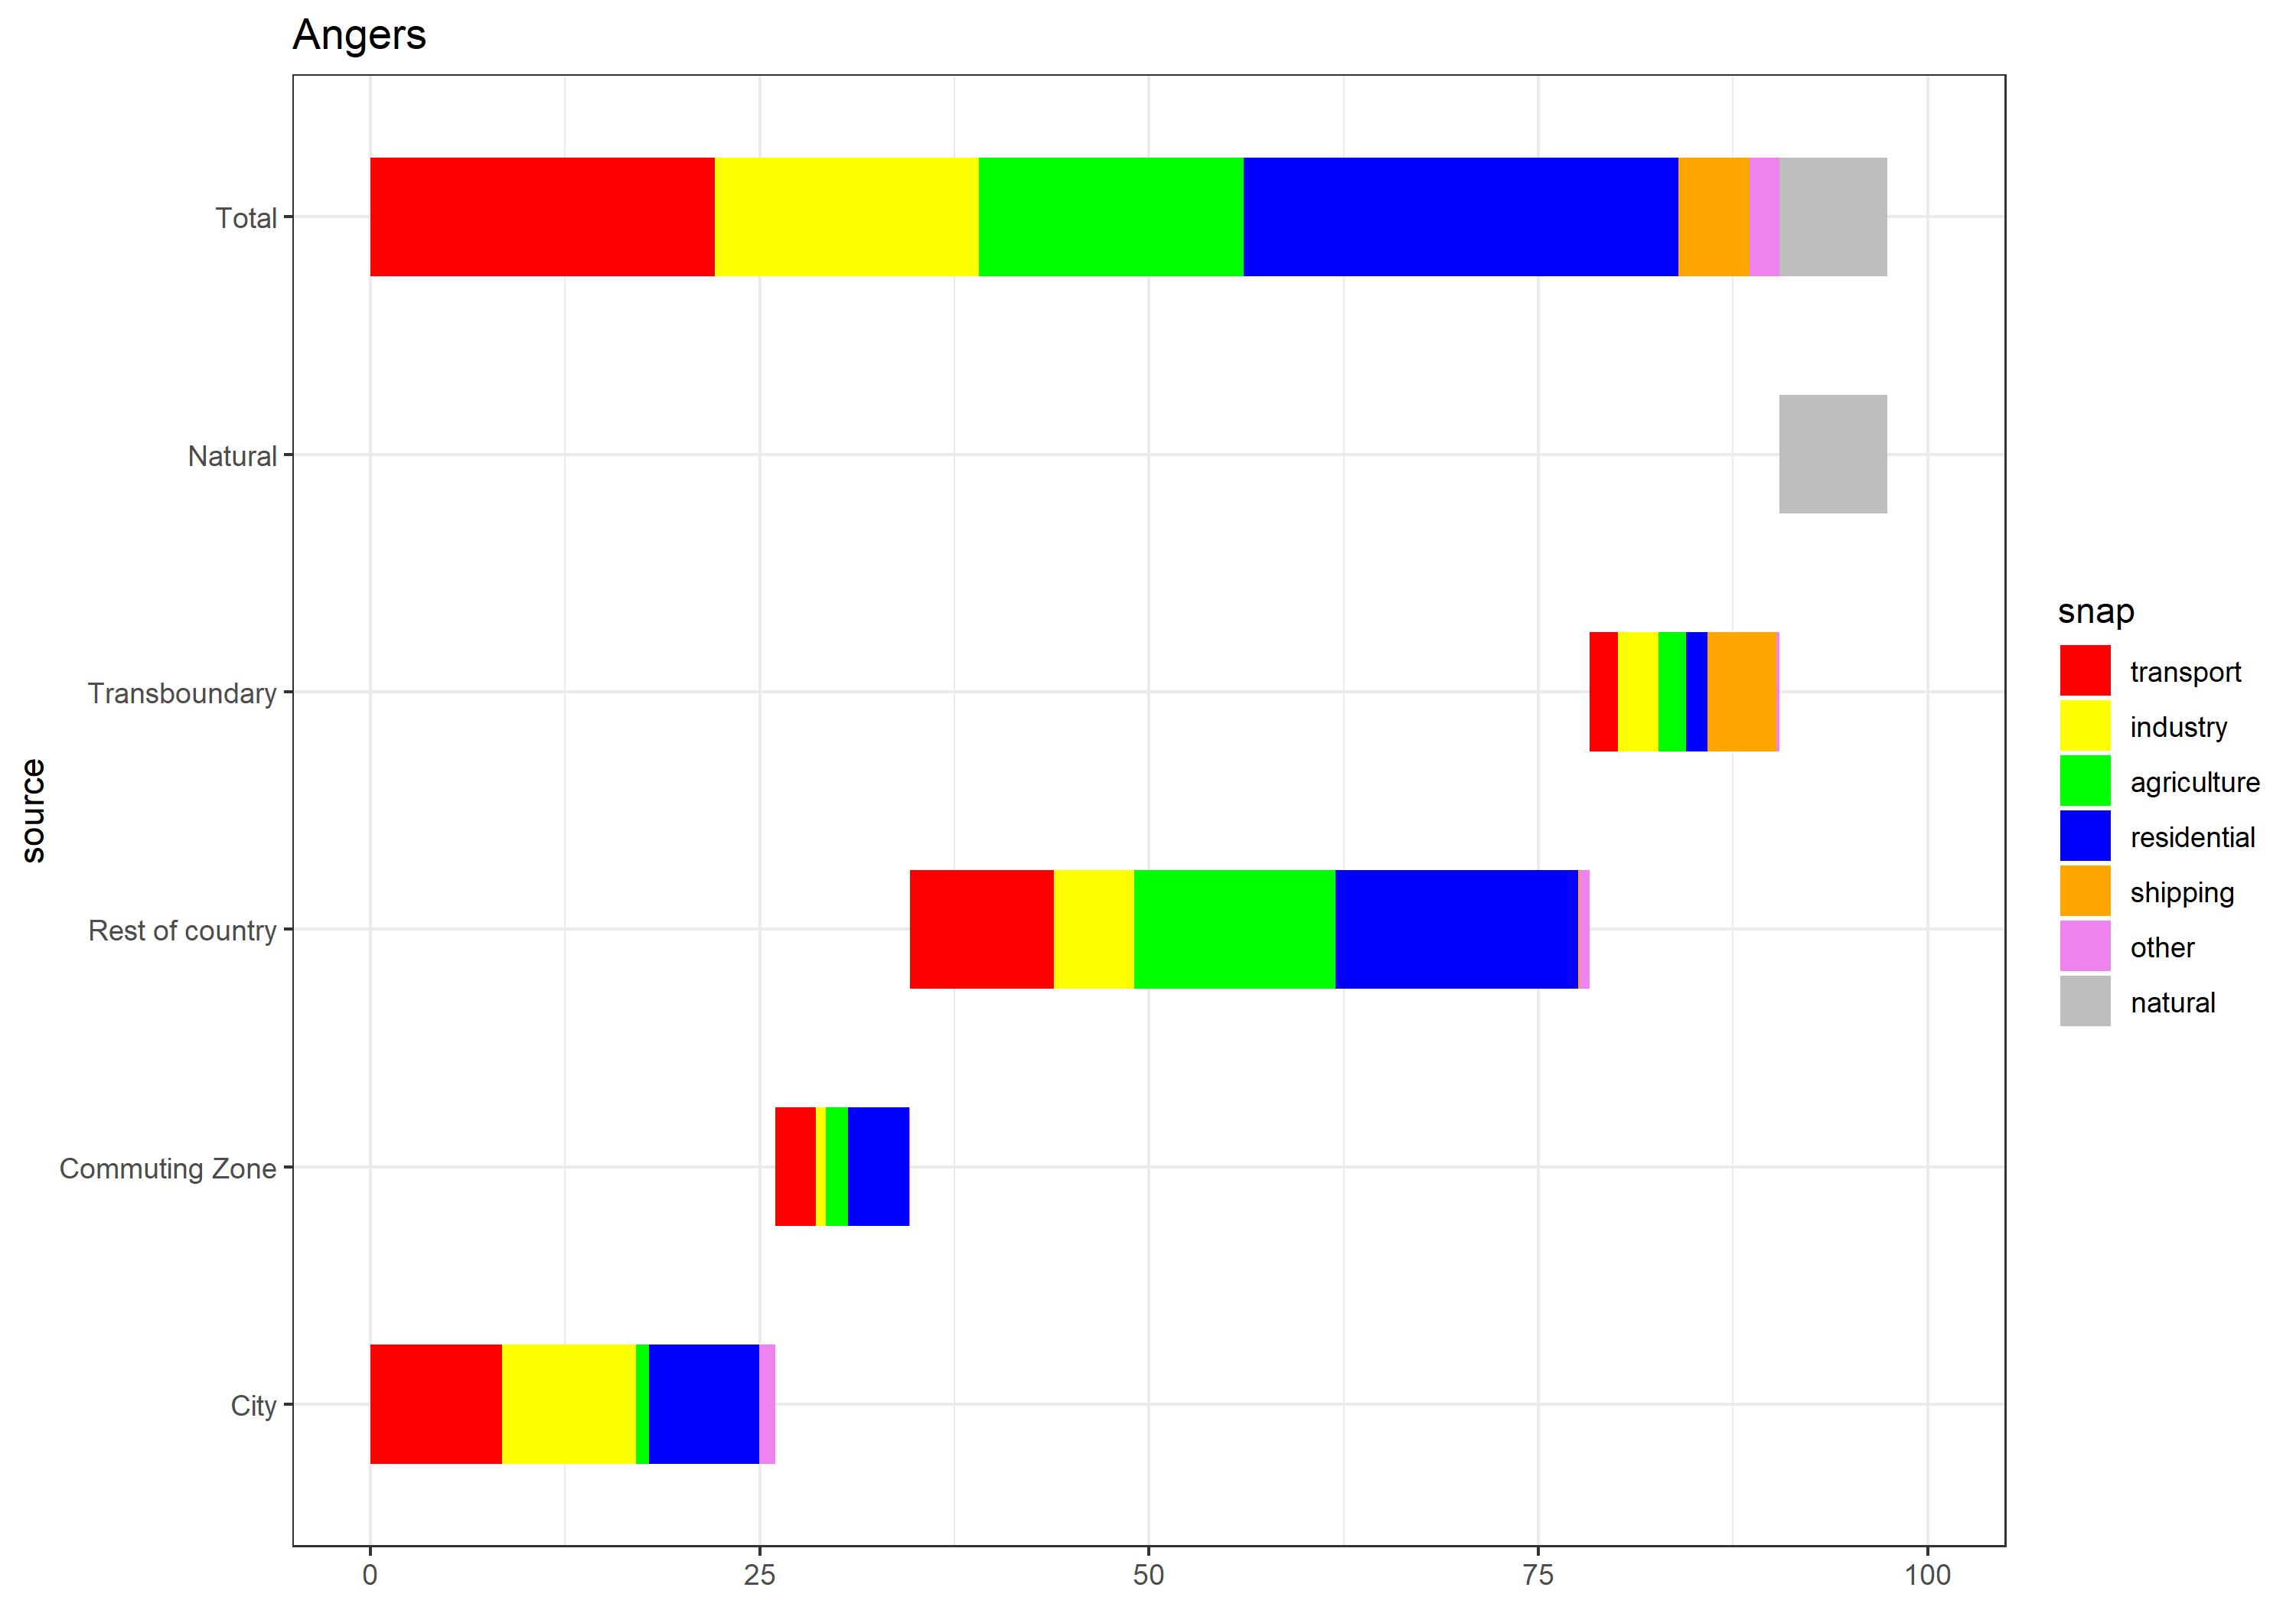 Angers
Total
Natural
Transboundary
Rest of country
Commuting Zone
City
source
0
25
50
75
100
snap
transport
industry
agriculture
residential
shipping
other
natural